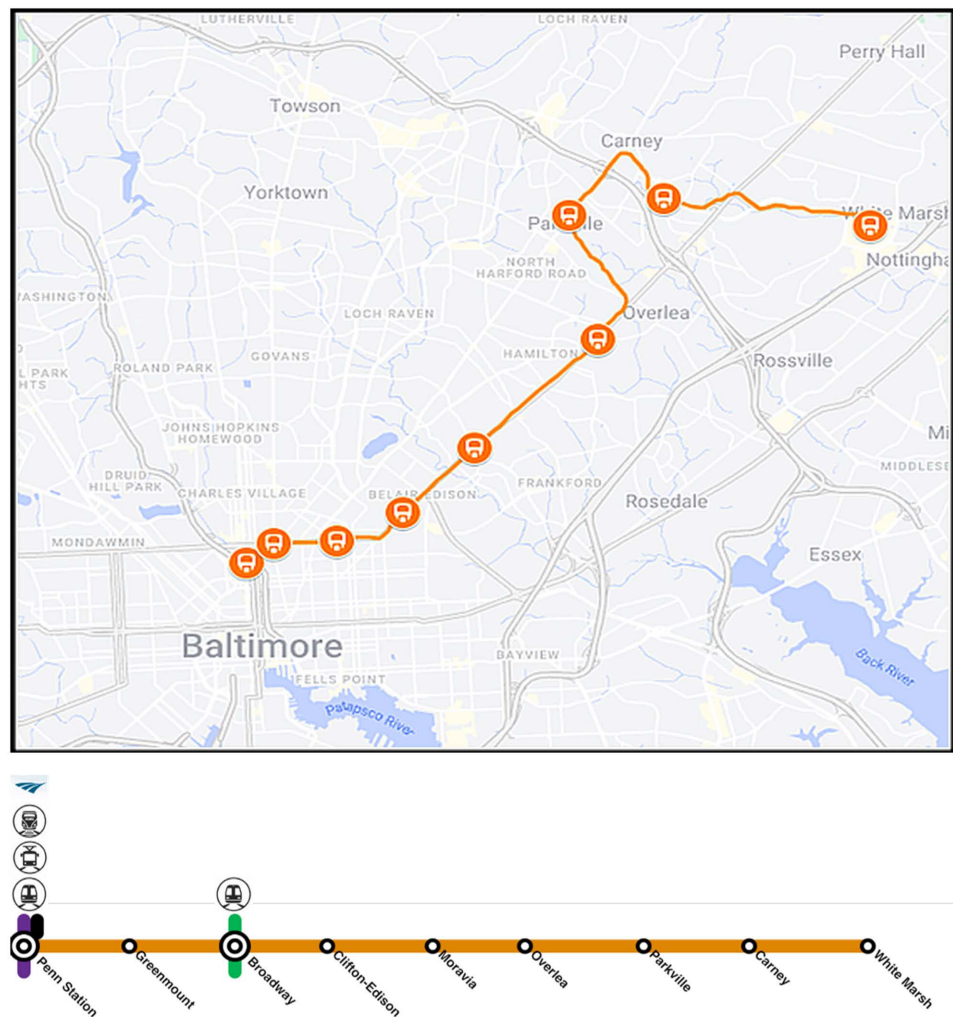 LUTHERVILLE
LOCH RAVEN
Perry Hall
Towson
Carney
Yorktown
White Marsh
Parkville
NORTH
HARFORD ROAD
Nottingha
WASHINGTON
LOCH RAVEN
Overlea
GOVANS
HAMILTON
ROLAND PARK
Rossville
L PARK
HTS
JOHNS HOPKINS
HOMEWOOD
Mi
DRUID
HILL PARK
CHARLES VILLAGE
BELAIR-EDISON
FRANKFORD
MIDDLESE
Rosedale
MONDAWMIN
Essex
Baltimore
BAYVIEW
Back River
FELLS POINT
Patapsco
River
Penn Station
Greenmount
Broadway
Clifton-Edison
Moravia
Overlea
Parkville
Carney
White Marsh